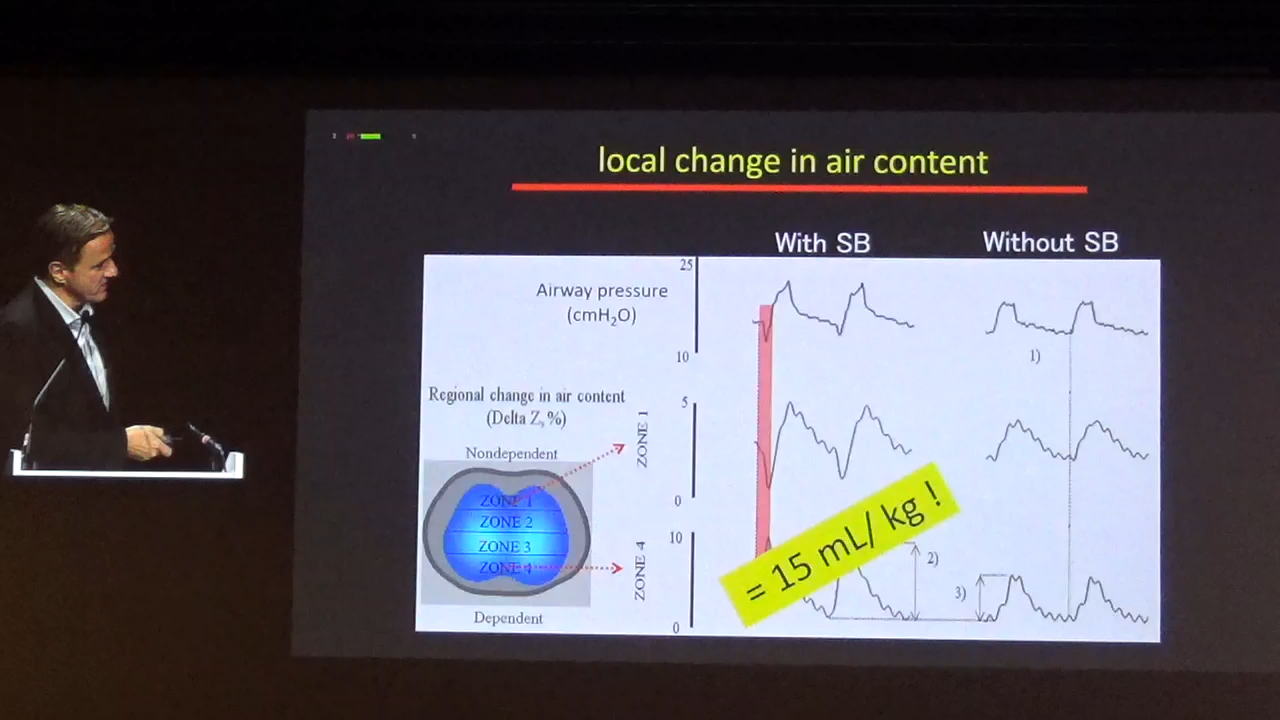 local change in air content
With SB
Without SB
25
Airway pressure
(cmH₂O)
10
1)
Regional change in air content
(Delta Z, %)
5
ZONE 1
0
Nondependent
ZONE 1
ZONE 2
ZONE 3
ZONE 4
Dependent
10
ZONE 4
0
= 15 mL/ kg !
2)
3)